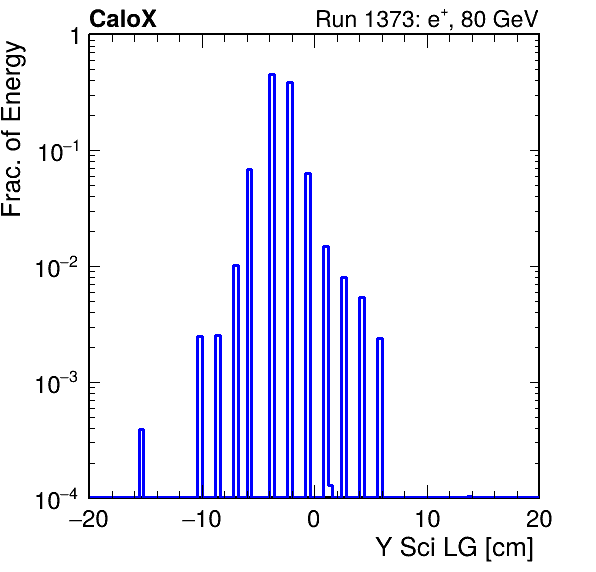 CaloX Run 1373: e⁺, 80 GeV
Frac. of Energy
1
10⁻¹
10⁻²
10⁻³
10⁻⁴
−20 −10 0 10 20
Y Sci LG [cm]